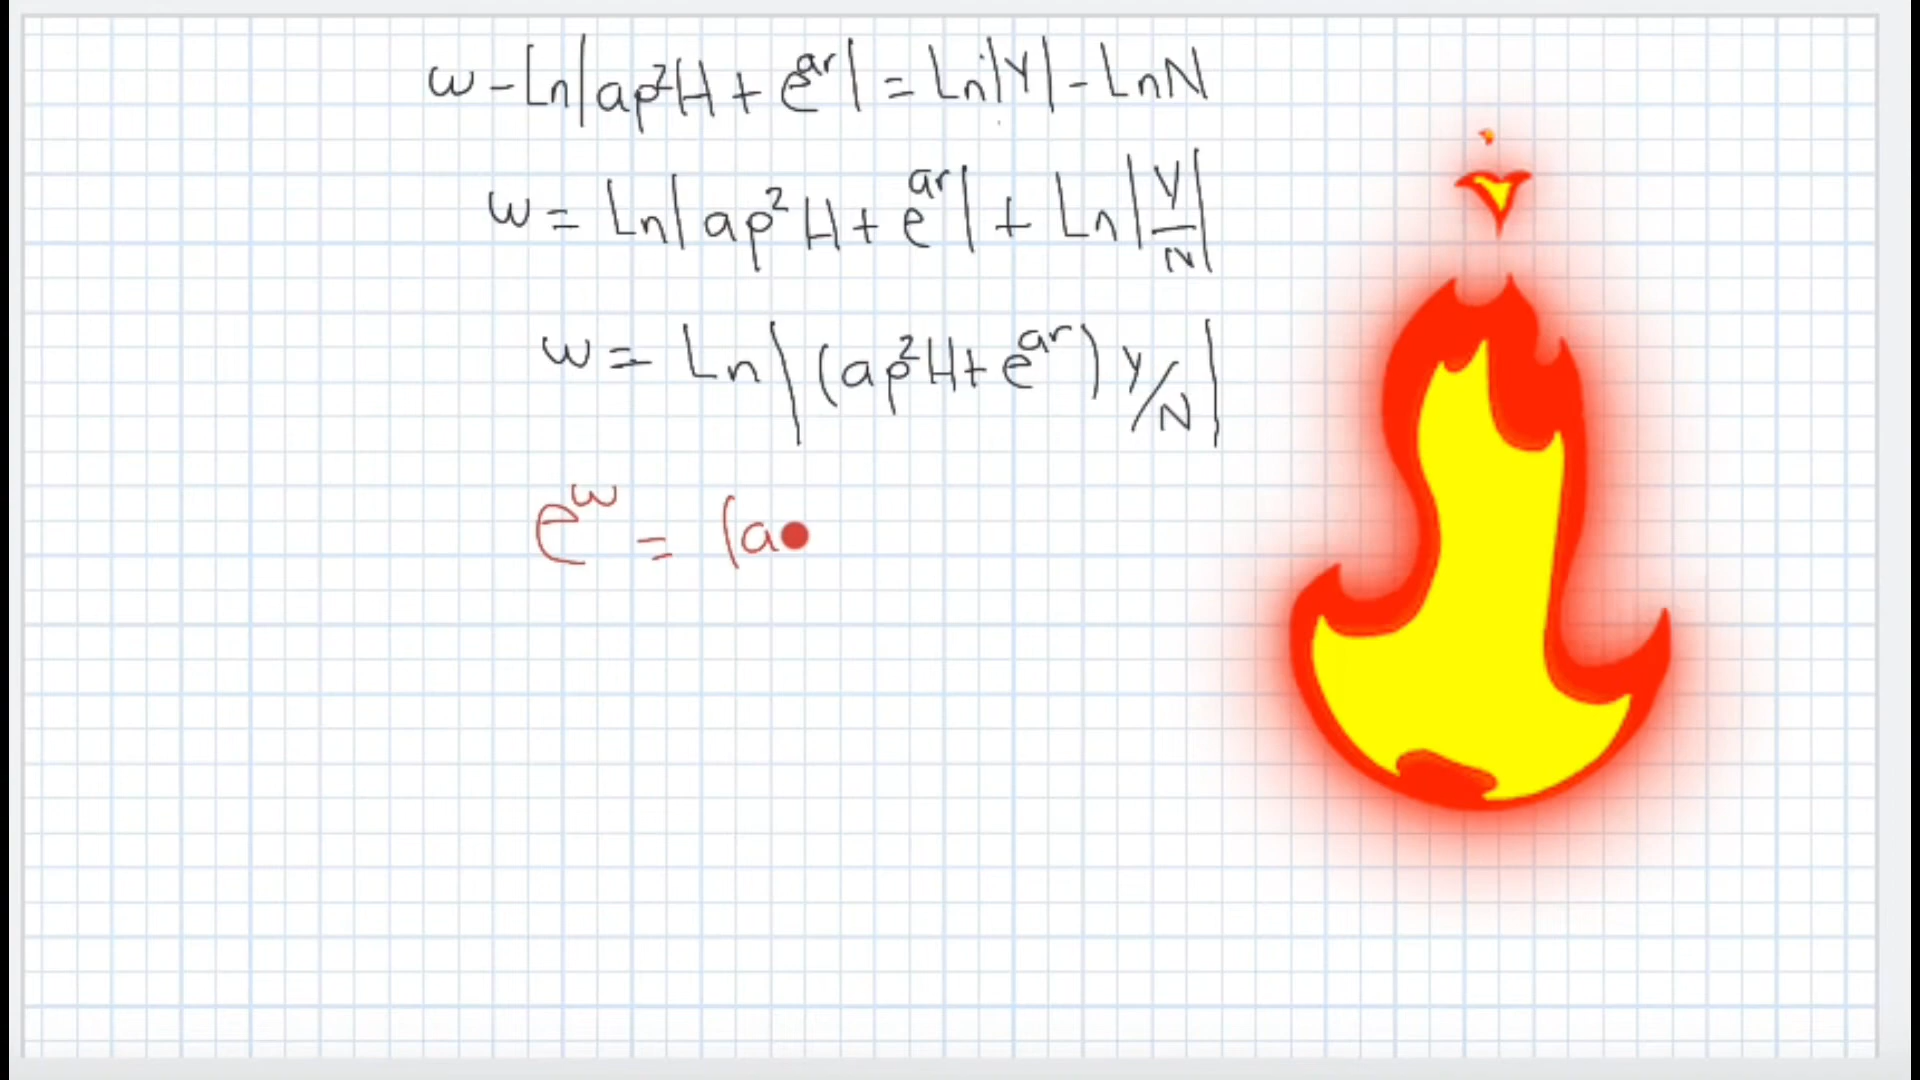 w - Ln|ap²H + e^ar| = Ln|Y| - LnN
w = Ln|ap²H + e^ar| + Ln|Y/N|
w = Ln|(ap²H + e^ar) Y/N|
e^w = (a